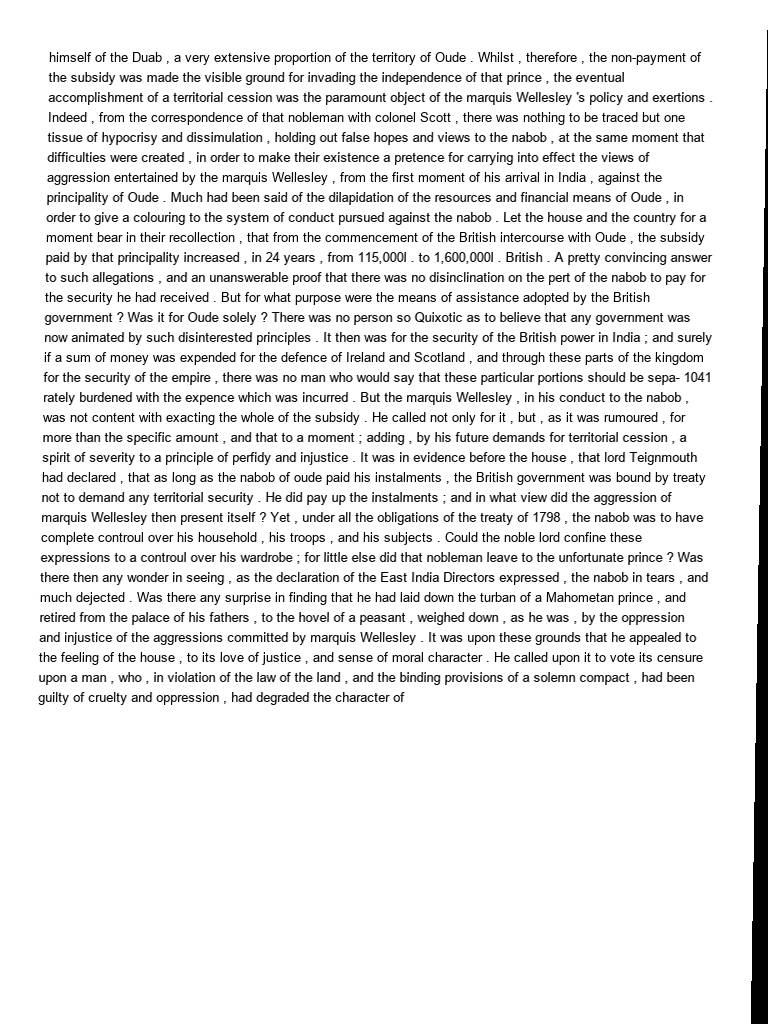 himself of the Duab , a very extensive proportion of the territory of Oude . Whilst , therefore , the non-payment of
the subsidy was made the visible ground for invading the independence of that prince , the eventual
accomplishment of a territorial cession was the paramount object of the marquis Wellesley 's policy and exertions .
Indeed , from the correspondence of that nobleman with colonel Scott , there was nothing to be traced but one
tissue of hypocrisy and dissimulation , holding out false hopes and views to the nabob , at the same moment that
difficulties were created , in order to make their existence a pretence for carrying into effect the views of
aggression entertained by the marquis Wellesley , from the first moment of his arrival in India , against the
principality of Oude . Much had been said of the dilapidation of the resources and financial means of Oude , in
order to give a colouring to the system of conduct pursued against the nabob . Let the house and the country for a
moment bear in their recollection , that from the commencement of the British intercourse with Oude , the subsidy
paid by that principality increased , in 24 years , from 115,000l . to 1,600,000l . British . A pretty convincing answer
to such allegations , and an unanswerable proof that there was no disinclination on the pert of the nabob to pay for
the security he had received . But for what purpose were the means of assistance adopted by the British
government ? Was it for Oude solely ? There was no person so Quixotic as to believe that any government was
now animated by such disinterested principles . It then was for the security of the British power in India ; and surely
if a sum of money was expended for the defence of Ireland and Scotland , and through these parts of the kingdom
for the security of the empire , there was no man who would say that these particular portions should be sepa- 1041
rately burdened with the expence which was incurred . But the marquis Wellesley , in his conduct to the nabob ,
was not content with exacting the whole of the subsidy . He called not only for it , but , as it was rumoured , for
more than the specific amount , and that to a moment ; adding , by his future demands for territorial cession , a
spirit of severity to a principle of perfidy and injustice . It was in evidence before the house , that lord Teignmouth
had declared , that as long as the nabob of oude paid his instalments , the British government was bound by treaty
not to demand any territorial security . He did pay up the instalments ; and in what view did the aggression of
marquis Wellesley then present itself ? Yet , under all the obligations of the treaty of 1798 , the nabob was to have
complete controul over his household , his troops , and his subjects . Could the noble lord confine these
expressions to a controul over his wardrobe ; for little else did that nobleman leave to the unfortunate prince ? Was
there then any wonder in seeing , as the declaration of the East India Directors expressed , the nabob in tears , and
much dejected . Was there any surprise in finding that he had laid down the turban of a Mahometan prince , and
retired from the palace of his fathers , to the hovel of a peasant , weighed down , as he was , by the oppression
and injustice of the aggressions committed by marquis Wellesley . It was upon these grounds that he appealed to
the feeling of the house , to its love of justice , and sense of moral character . He called upon it to vote its censure
upon a man , who , in violation of the law of the land , and the binding provisions of a solemn compact , had been
guilty of cruelty and oppression , had degraded the character of